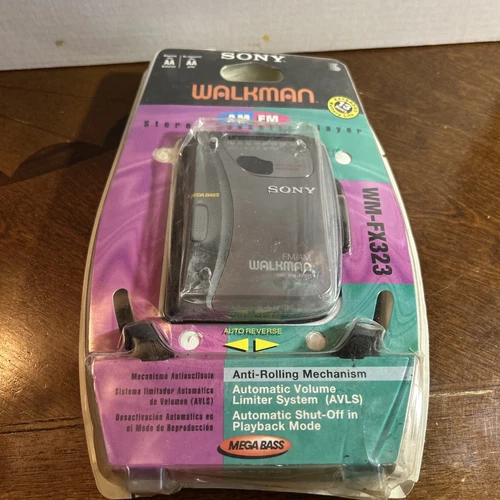 AA
AA
SONY
WALKMAN
AM FM
Stereo Cassette Player
MEGA BASS
SONY
FM/AM
WALKMAN
WM-FX323
AUTO REVERSE
Mecanismo Antioscilante
Anti-Rolling Mechanism
Sistema limitador Automático
de Volumen (AVLS)
Automatic Volume
Limiter System (AVLS)
Desactivación Automática en
el Modo de Reproducción
Automatic Shut-Off in
Playback Mode
MEGA BASS